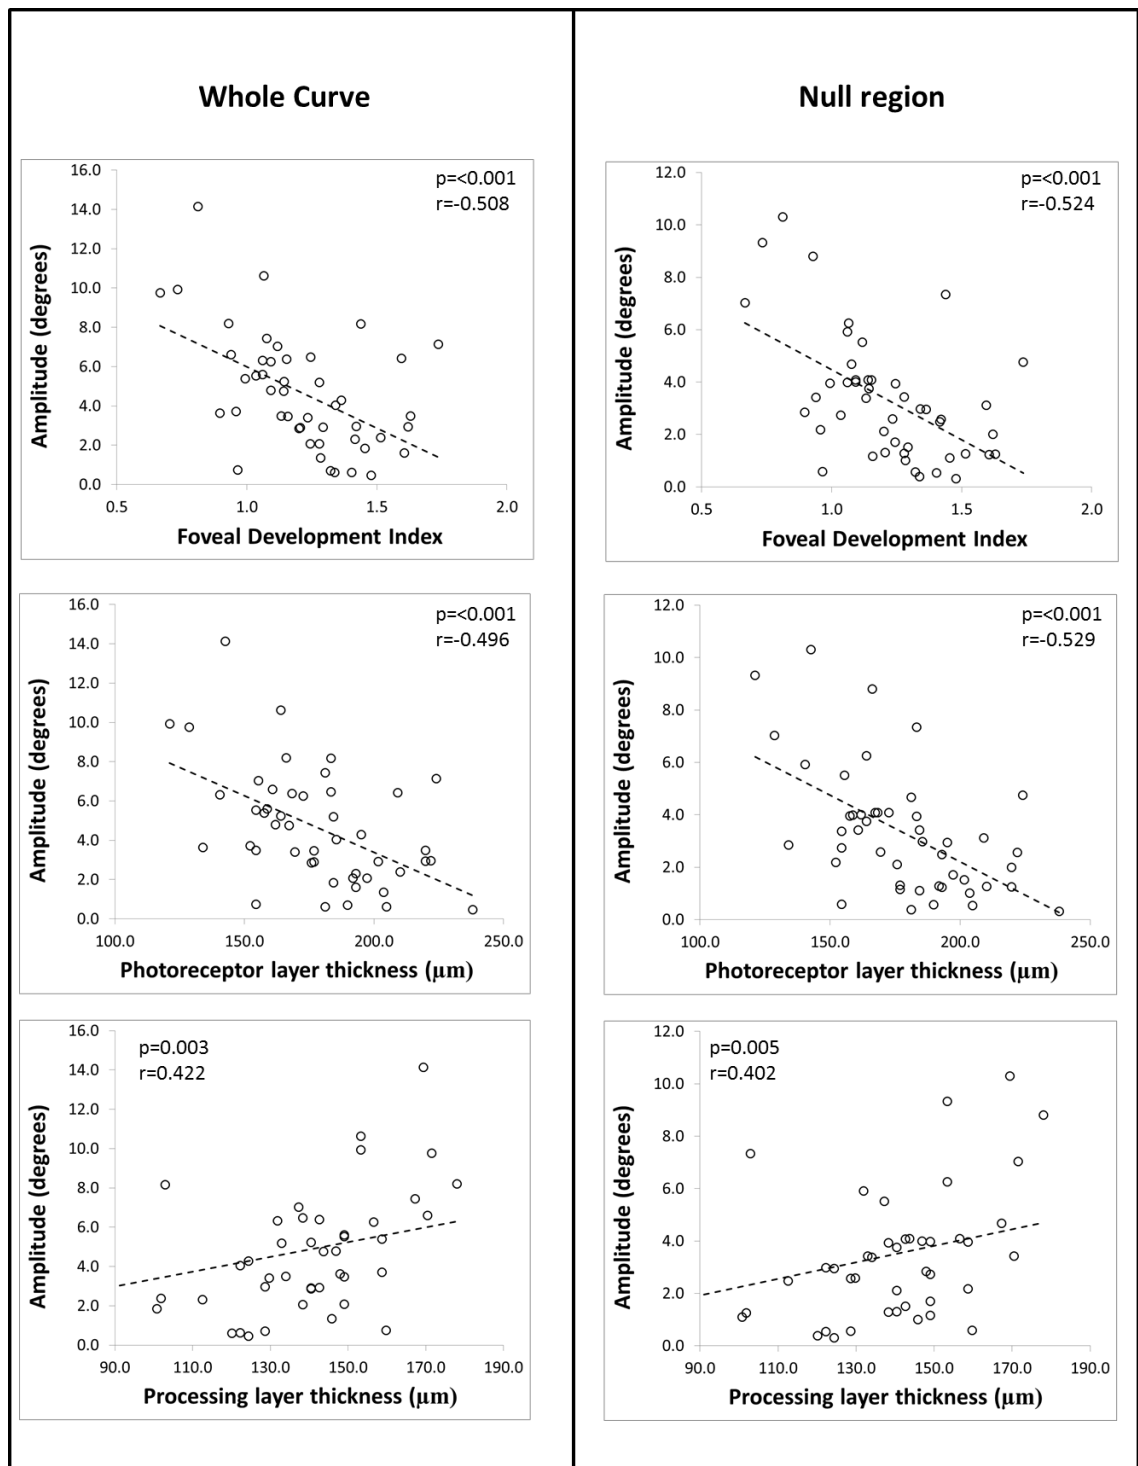 Whole Curve
16.0
14.0
12.0
10.0
8.0
6.0
4.0
2.0
0.0
Amplitude (degrees)
p=<0.001
r=-0.508
0.5 1.0 1.5 2.0
Foveal Development Index
16.0
14.0
12.0
10.0
8.0
6.0
4.0
2.0
0.0
Amplitude (degrees)
p=<0.001
r=-0.496
100.0 150.0 200.0 250.0
Photoreceptor layer thickness (µm)
16.0
14.0
12.0
10.0
8.0
6.0
4.0
2.0
0.0
Amplitude (degrees)
p=0.003
r=0.422
90.0 110.0 130.0 150.0 170.0 190.0
Processing layer thickness (µm)
Null region
12.0
10.0
8.0
6.0
4.0
2.0
0.0
Amplitude (degrees)
p=<0.001
r=-0.524
0.5 1.0 1.5 2.0
Foveal Development Index
12.0
10.0
8.0
6.0
4.0
2.0
0.0
Amplitude (degrees)
p=<0.001
r=-0.529
100.0 150.0 200.0 250.0
Photoreceptor layer thickness (µm)
12.0
10.0
8.0
6.0
4.0
2.0
0.0
Amplitude (degrees)
p=0.005
r=0.402
90.0 110.0 130.0 150.0 170.0 190.0
Processing layer thickness (µm)